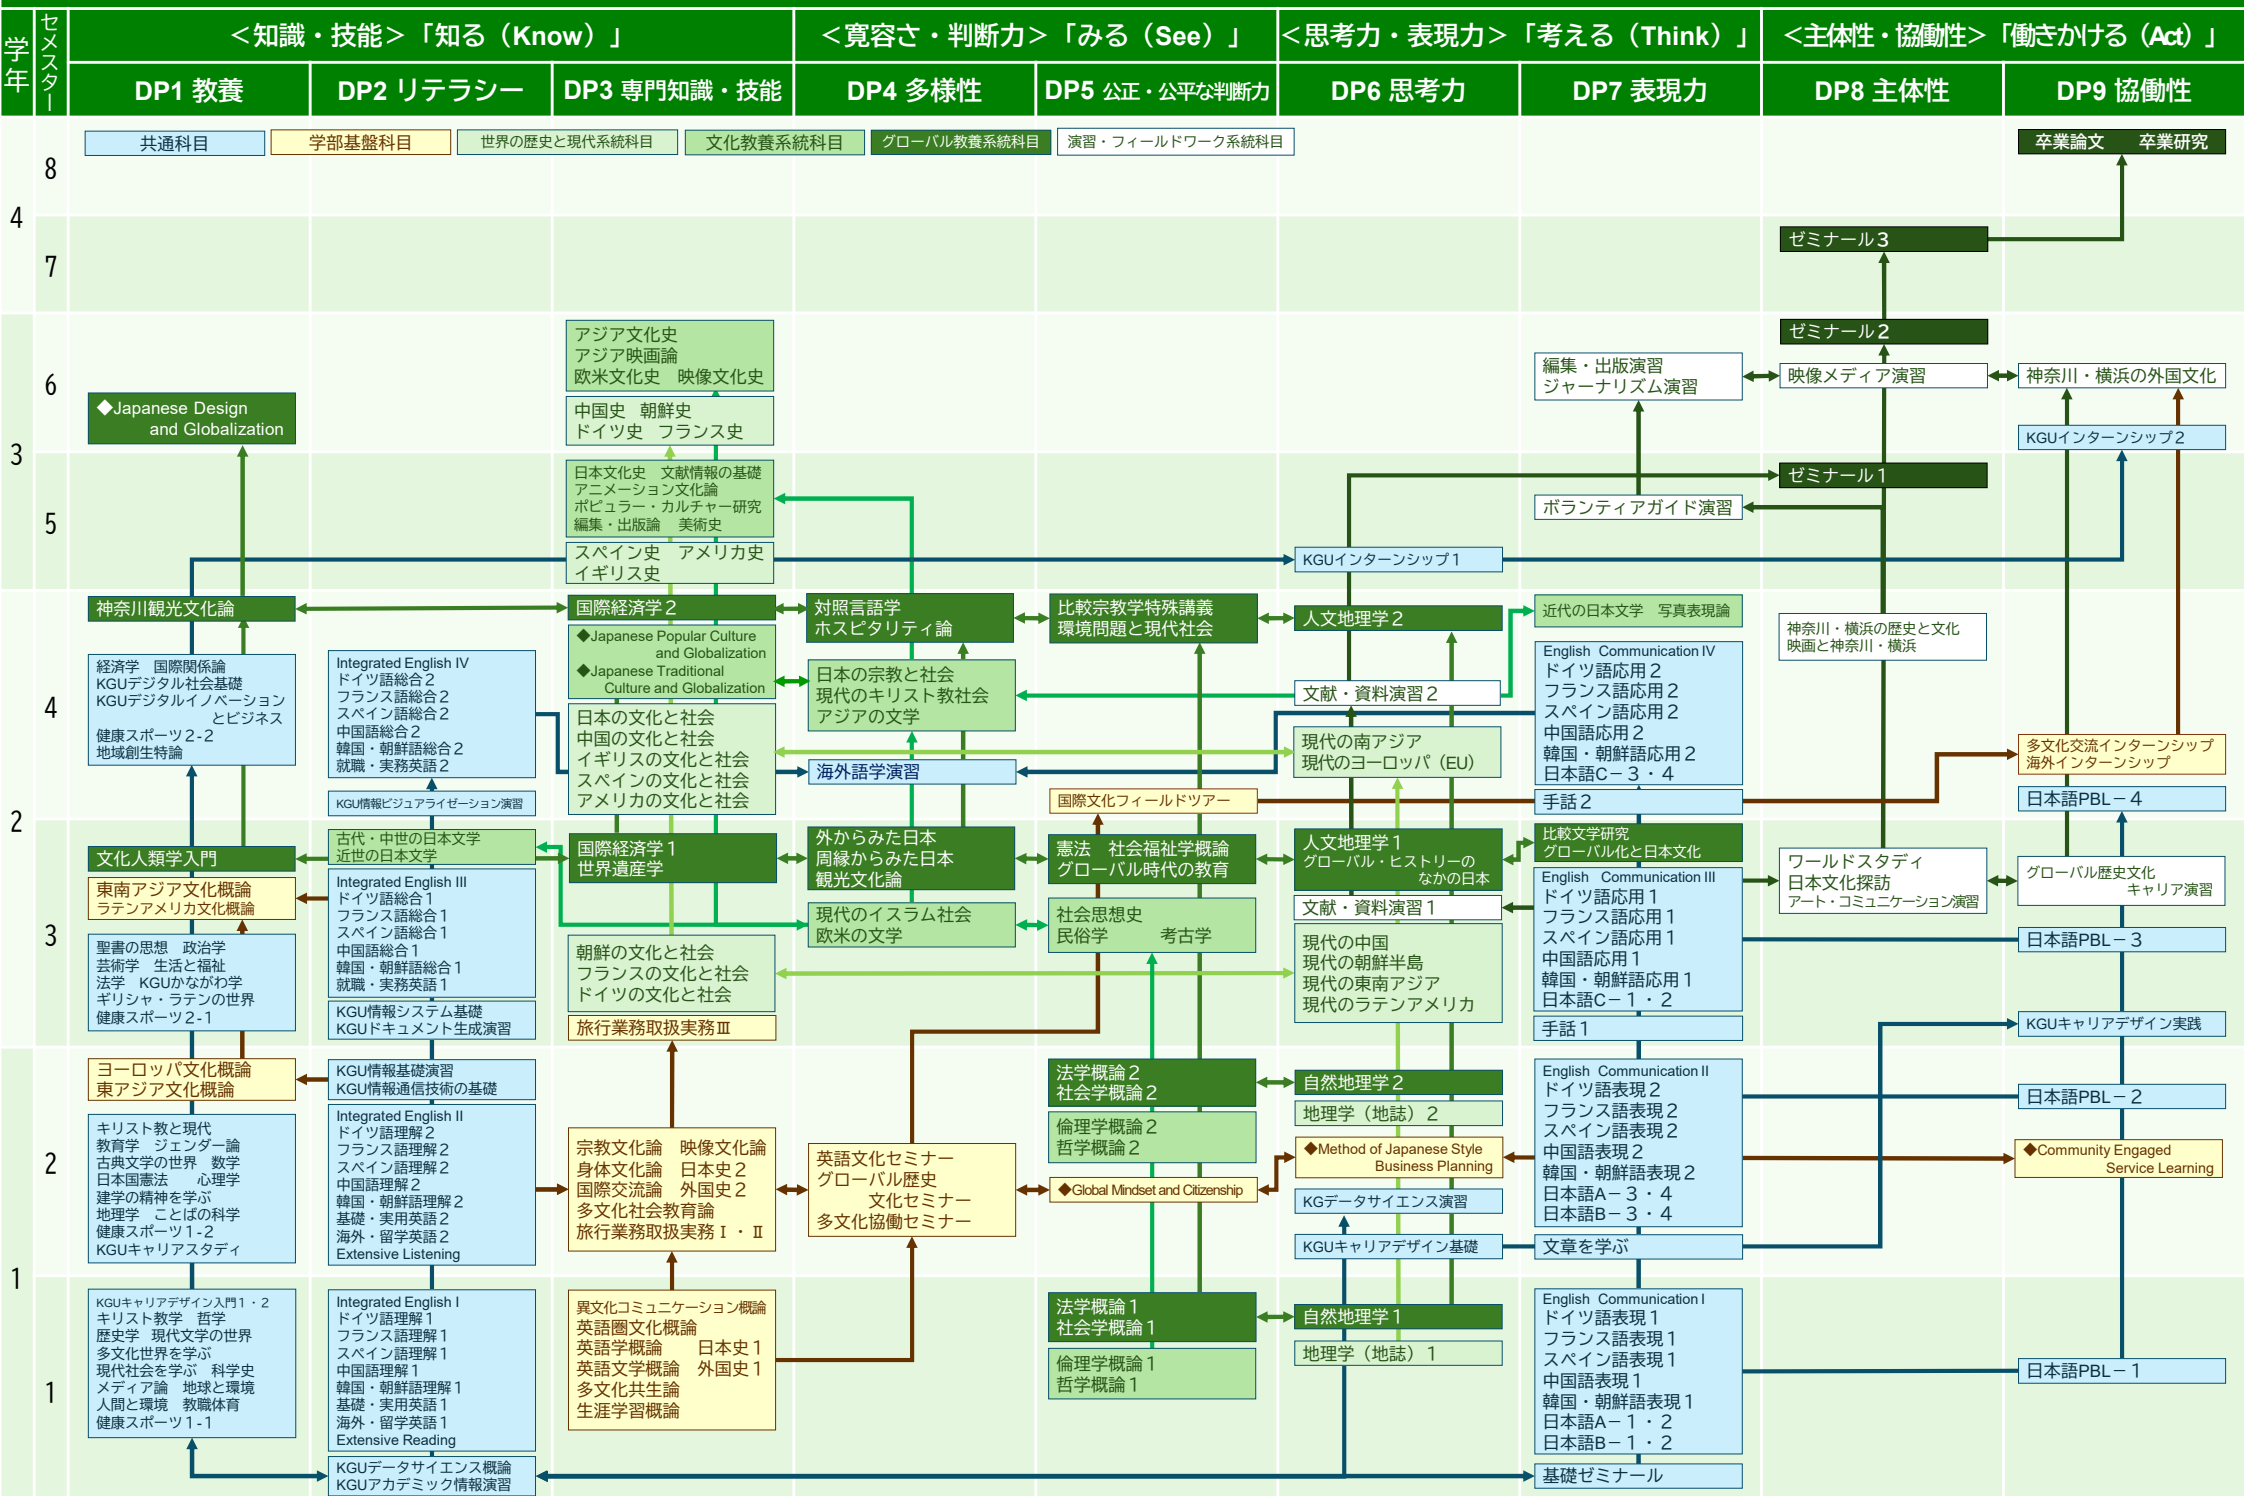 学年
セメスター
＜知識・技能＞「知る（Know）」
＜寛容さ・判断力＞「みる（See）」
＜思考力・表現力＞「考える（Think）」
＜主体性・協働性＞「働きかける（Act）」
DP1 教養
DP2 リテラシー
DP3 専門知識・技能
DP4 多様性
DP5 公正・公平な判断力
DP6 思考力
DP7 表現力
DP8 主体性
DP9 協働性
共通科目
学部基盤科目
世界の歴史と現代系統科目
文化教養系統科目
グローバル教養系統科目
演習・フィールドワーク系統科目
卒業論文　卒業研究
8
4
ゼミナール３
7
アジア文化史
アジア映画論
欧米文化史　映像文化史
ゼミナール２
編集・出版演習
ジャーナリズム演習
映像メディア演習
神奈川・横浜の外国文化
6
◆Japanese Design
and Globalization
中国史　朝鮮史
ドイツ史　フランス史
KGUインターンシップ２
3
日本文化史　文献情報の基礎
アニメーション文化論
ポピュラー・カルチャー研究
編集・出版論　美術史
ゼミナール１
ボランティアガイド演習
5
スペイン史　アメリカ史
イギリス史
KGUインターンシップ１
神奈川観光文化論
国際経済学２
対照言語学
ホスピタリティ論
比較宗教学特殊講義
環境問題と現代社会
人文地理学２
近代の日本文学　写真表現論
神奈川・横浜の歴史と文化
映画と神奈川・横浜
経済学　国際関係論
KGUデジタル社会基礎
KGUデジタルイノベーション
とビジネス
健康スポーツ２-２
地域創生特論
Integrated English IV
ドイツ語総合２
フランス語総合２
スペイン語総合２
中国語総合２
韓国・朝鮮語総合２
就職・実務英語２
◆Japanese Popular Culture
and Globalization
◆Japanese Traditional
Culture and Globalization
日本の宗教と社会
現代のキリスト教社会
アジアの文学
文献・資料演習２
English Communication IV
ドイツ語応用２
フランス語応用２
スペイン語応用２
中国語応用２
韓国・朝鮮語応用２
日本語C－３・４
4
日本の文化と社会
中国の文化と社会
イギリスの文化と社会
スペインの文化と社会
アメリカの文化と社会
現代の南アジア
現代のヨーロッパ（EU）
多文化交流インターンシップ
海外インターンシップ
海外語学演習
KGU情報ビジュアライゼーション演習
国際文化フィールドツアー
手話２
日本語PBL－４
2
文化人類学入門
古代・中世の日本文学
近世の日本文学
国際経済学１
世界遺産学
外からみた日本
周縁からみた日本
観光文化論
憲法　社会福祉学概論
グローバル時代の教育
人文地理学１
グローバル・ヒストリーの
なかの日本
比較文学研究
グローバル化と日本文化
ワールドスタディ
日本文化探訪
アート・コミュニケーション演習
グローバル歴史文化
キャリア演習
東南アジア文化概論
ラテンアメリカ文化概論
Integrated English III
ドイツ語総合１
フランス語総合１
スペイン語総合１
中国語総合１
韓国・朝鮮語総合１
就職・実務英語１
現代のイスラム社会
欧米の文学
社会思想史
民俗学　考古学
文献・資料演習１
English Communication III
ドイツ語応用１
フランス語応用１
スペイン語応用１
中国語応用１
韓国・朝鮮語応用１
日本語C－１・２
3
聖書の思想　政治学
芸術学　生活と福祉
法学　KGUかながわ学
ギリシャ・ラテンの世界
健康スポーツ２-１
朝鮮の文化と社会
フランスの文化と社会
ドイツの文化と社会
現代の中国
現代の朝鮮半島
現代の東南アジア
現代のラテンアメリカ
日本語PBL－３
KGU情報システム基礎
KGUドキュメント生成演習
旅行業務取扱実務Ⅲ
手話１
KGUキャリアデザイン実践
ヨーロッパ文化概論
東アジア文化概論
KGU情報基礎演習
KGU情報通信技術の基礎
法学概論２
社会学概論２
自然地理学２
English Communication II
ドイツ語表現２
フランス語表現２
スペイン語表現２
中国語表現２
韓国・朝鮮語表現２
日本語A－３・４
日本語B－３・４
日本語PBL－２
キリスト教と現代
教育学　ジェンダー論
古典文学の世界　数学
日本国憲法　心理学
建学の精神を学ぶ
地理学　ことばの科学
健康スポーツ１-２
KGUキャリアスタディ
Integrated English II
ドイツ語理解２
フランス語理解２
スペイン語理解２
中国語理解２
韓国・朝鮮語理解２
基礎・実用英語２
海外・留学英語２
Extensive Listening
地理学（地誌）２
倫理学概論２
哲学概論２
2
宗教文化論　映像文化論
身体文化論　日本史２
国際交流論　外国史２
多文化社会教育論
旅行業務取扱実務Ⅰ・Ⅱ
英語文化セミナー
グローバル歴史
文化セミナー
多文化協働セミナー
◆Global Mindset and Citizenship
◆Method of Japanese Style
Business Planning
◆Community Engaged
Service Learning
KGデータサイエンス演習
KGUキャリアデザイン基礎
文章を学ぶ
1
KGUキャリアデザイン入門１・２
キリスト教学　哲学
歴史学　現代文学の世界
多文化世界を学ぶ
現代社会を学ぶ　科学史
メディア論　地球と環境
人間と環境　教職体育
健康スポーツ１-１
Integrated English I
ドイツ語理解１
フランス語理解１
スペイン語理解１
中国語理解１
韓国・朝鮮語理解１
基礎・実用英語１
海外・留学英語１
Extensive Reading
異文化コミュニケーション概論
英語圏文化概論
英語学概論　日本史１
英語文学概論　外国史１
多文化共生論
生涯学習概論
法学概論１
社会学概論１
自然地理学１
地理学（地誌）１
倫理学概論１
哲学概論１
English Communication I
ドイツ語表現１
フランス語表現１
スペイン語表現１
中国語表現１
韓国・朝鮮語表現１
日本語A－１・２
日本語B－１・２
日本語PBL－１
1
KGUデータサイエンス概論
KGUアカデミック情報演習
基礎ゼミナール